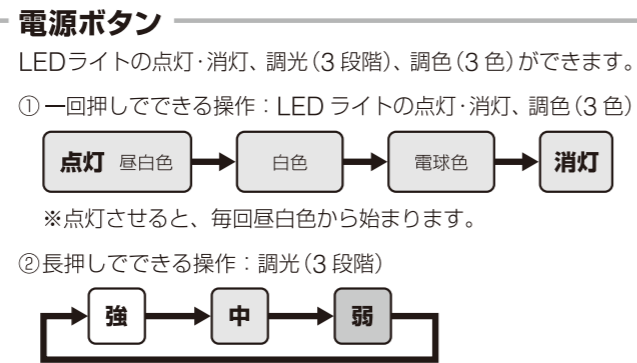 電源ボタン
LEDライトの点灯・消灯、調光（3段階）、調色（3色）ができます。
① 一回押しでできる操作：LED ライトの点灯・消灯、調色（3 色）
点灯 昼白色 白色 電球色 消灯
※点灯させると、毎回昼白色から始まります。
②長押しでできる操作：調光（3 段階）
強 中 弱